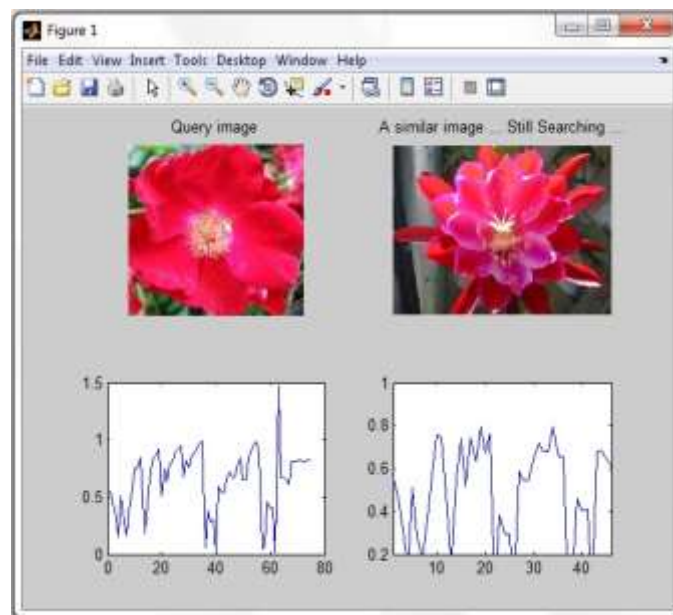 Figure 1
File Edit View Insert Tools Desktop Window Help
Query image
A similar image ... Still Searching ...
1.5
1
0.5
0
0 20 40 60 80
1
0.8
0.6
0.4
0.2
10 20 30 40